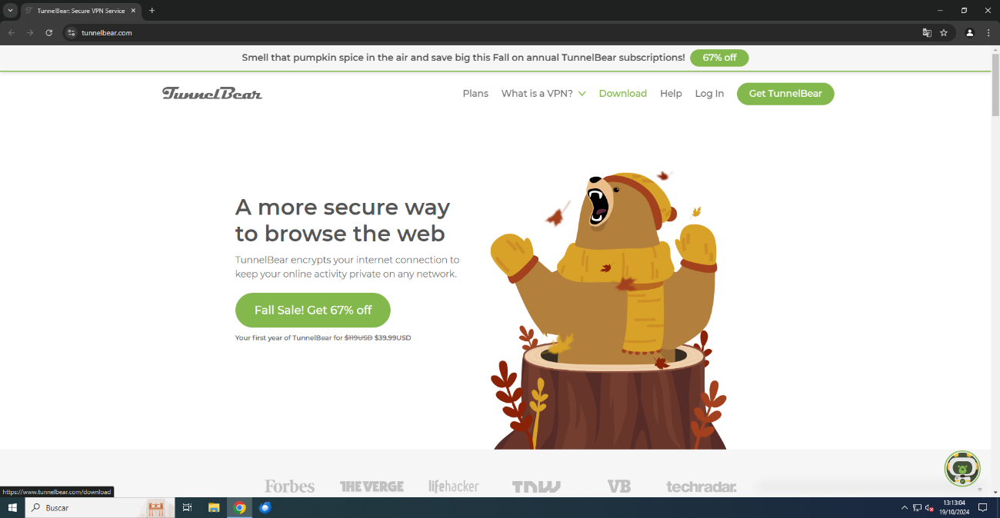 TunnelBear: Secure VPN Service
tunnelbear.com
Smell that pumpkin spice in the air and save big this Fall on annual TunnelBear subscriptions! 67% off
TunnelBear
Plans What is a VPN? Download Help Log In Get TunnelBear
A more secure way
to browse the web
TunnelBear encrypts your internet connection to
keep your online activity private on any network.
Fall Sale! Get 67% off
Your first year of TunnelBear for $119USD $39.99USD
Forbes THE VERGE lifehacker TNW VB techradar.
https://www.tunnelbear.com/download
Buscar
13:13:04
19/10/2024